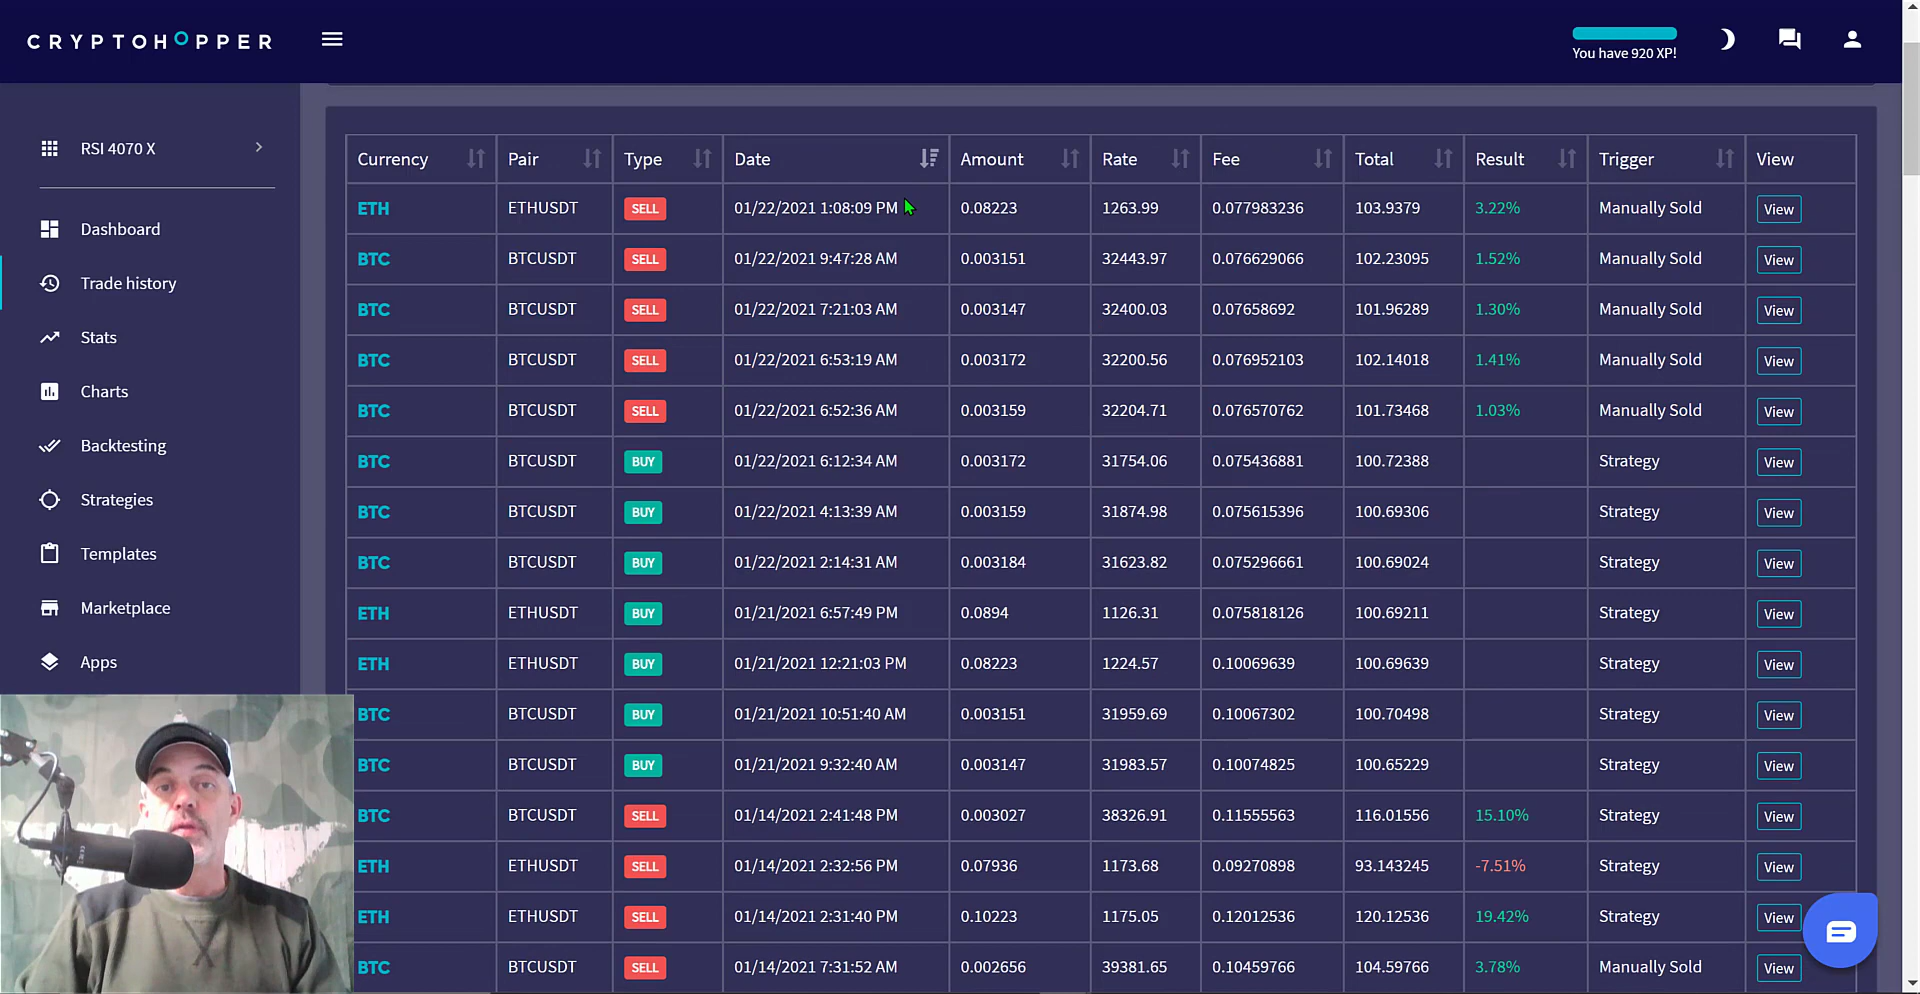 CRYPTOHOPPER
You have 920 XP!
RSI 4070 X
Dashboard
Trade history
Stats
Charts
Backtesting
Strategies
Templates
Marketplace
Apps
Currency Pair Type Date Amount Rate Fee Total Result Trigger View
ETH ETHUSDT SELL 01/22/2021 1:08:09 PM 0.08223 1263.99 0.077983236 103.9379 3.22% Manually Sold View
BTC BTCUSDT SELL 01/22/2021 9:47:28 AM 0.003151 32443.97 0.076629066 102.23095 1.52% Manually Sold View
BTC BTCUSDT SELL 01/22/2021 7:21:03 AM 0.003147 32400.03 0.07658692 101.96289 1.30% Manually Sold View
BTC BTCUSDT SELL 01/22/2021 6:53:19 AM 0.003172 32200.56 0.076952103 102.14018 1.41% Manually Sold View
BTC BTCUSDT SELL 01/22/2021 6:52:36 AM 0.003159 32204.71 0.076570762 101.73468 1.03% Manually Sold View
BTC BTCUSDT BUY 01/22/2021 6:12:34 AM 0.003172 31754.06 0.075436881 100.72388 Strategy View
BTC BTCUSDT BUY 01/22/2021 4:13:39 AM 0.003159 31874.98 0.075615396 100.69306 Strategy View
BTC BTCUSDT BUY 01/22/2021 2:14:31 AM 0.003184 31623.82 0.075296661 100.69024 Strategy View
ETH ETHUSDT BUY 01/21/2021 6:57:49 PM 0.0894 1126.31 0.075818126 100.69211 Strategy View
ETH ETHUSDT BUY 01/21/2021 12:21:03 PM 0.08223 1224.57 0.10069639 100.69639 Strategy View
BTC BTCUSDT BUY 01/21/2021 10:51:40 AM 0.003151 31959.69 0.10067302 100.70498 Strategy View
BTC BTCUSDT BUY 01/21/2021 9:32:40 AM 0.003147 31983.57 0.10074825 100.65229 Strategy View
BTC BTCUSDT SELL 01/14/2021 2:41:48 PM 0.003027 38326.91 0.11555563 116.01556 15.10% Strategy View
ETH ETHUSDT SELL 01/14/2021 2:32:56 PM 0.07936 1173.68 0.09270898 93.143245 -7.51% Strategy View
ETH ETHUSDT SELL 01/14/2021 2:31:40 PM 0.10223 1175.05 0.12012536 120.12536 19.42% Strategy View
BTC BTCUSDT SELL 01/14/2021 7:31:52 AM 0.002656 39381.65 0.10459766 104.59766 3.78% Manually Sold View